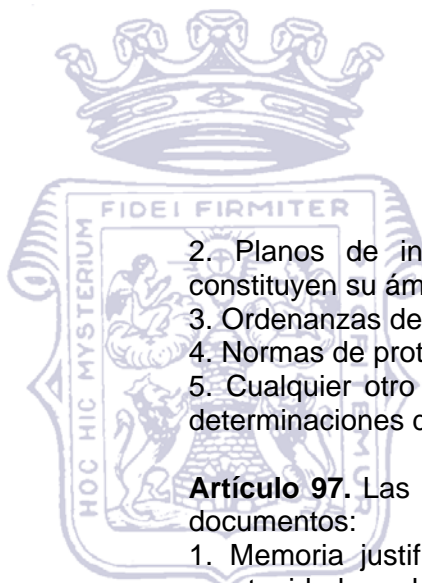 FIDEI FIRMITER
HOC HIC MYSTERIUM
2. Planos de in
constituyen su ám
3. Ordenanzas de
4. Normas de prot
5. Cualquier otro
determinaciones
Artículo 97. Las
documentos:
1. Memoria justif